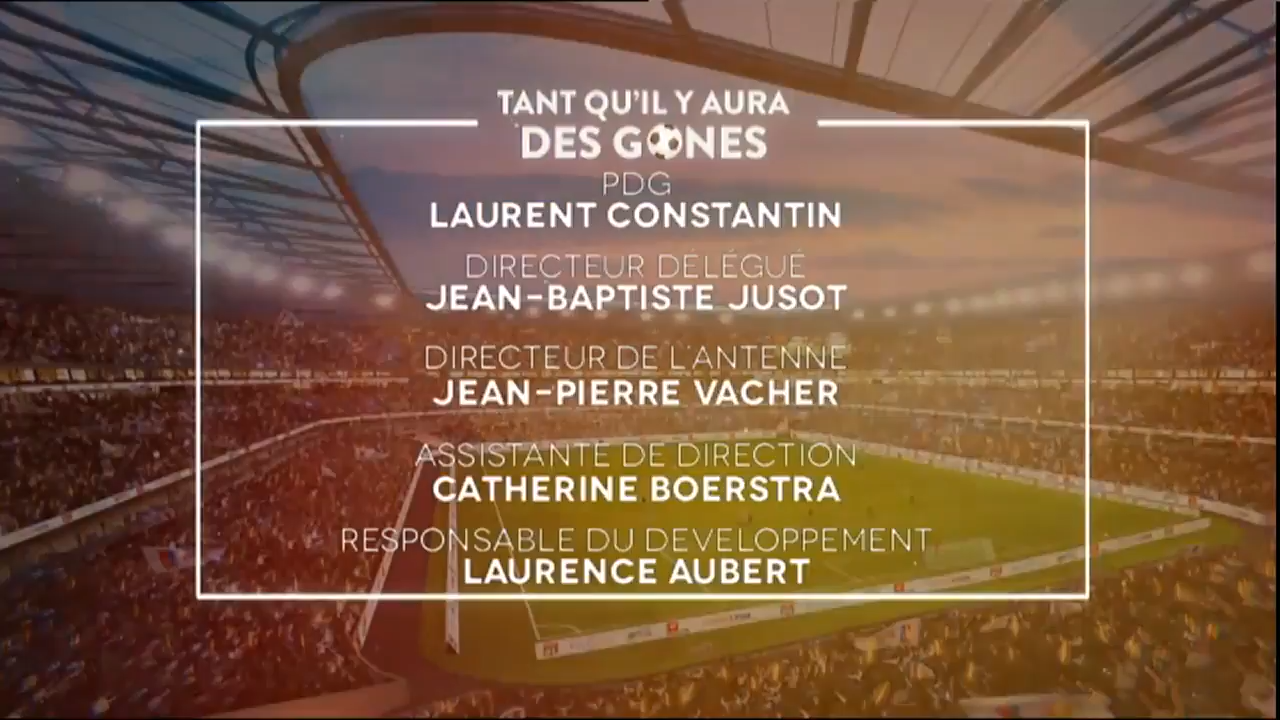 TANT QU'IL Y AURA
DES GONES
PDG
LAURENT CONSTANTIN
DIRECTEUR DÉLÉGUÉ
JEAN-BAPTISTE JUSOT
DIRECTEUR DE L'ANTENNE
JEAN-PIERRE VACHER
ASSISTANTE DE DIRECTION
CATHERINE BOERSTRA
RESPONSABLE DU DEVELOPPEMENT
LAURENCE AUBERT